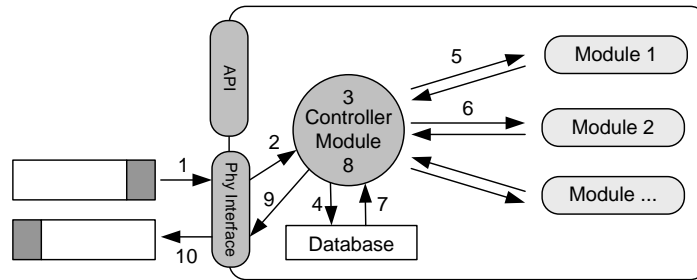 API
5
Module 1
3
Controller
Module
8
6
Module 2
1
Phy Interface
2
9
4
7
Module ...
10
Database